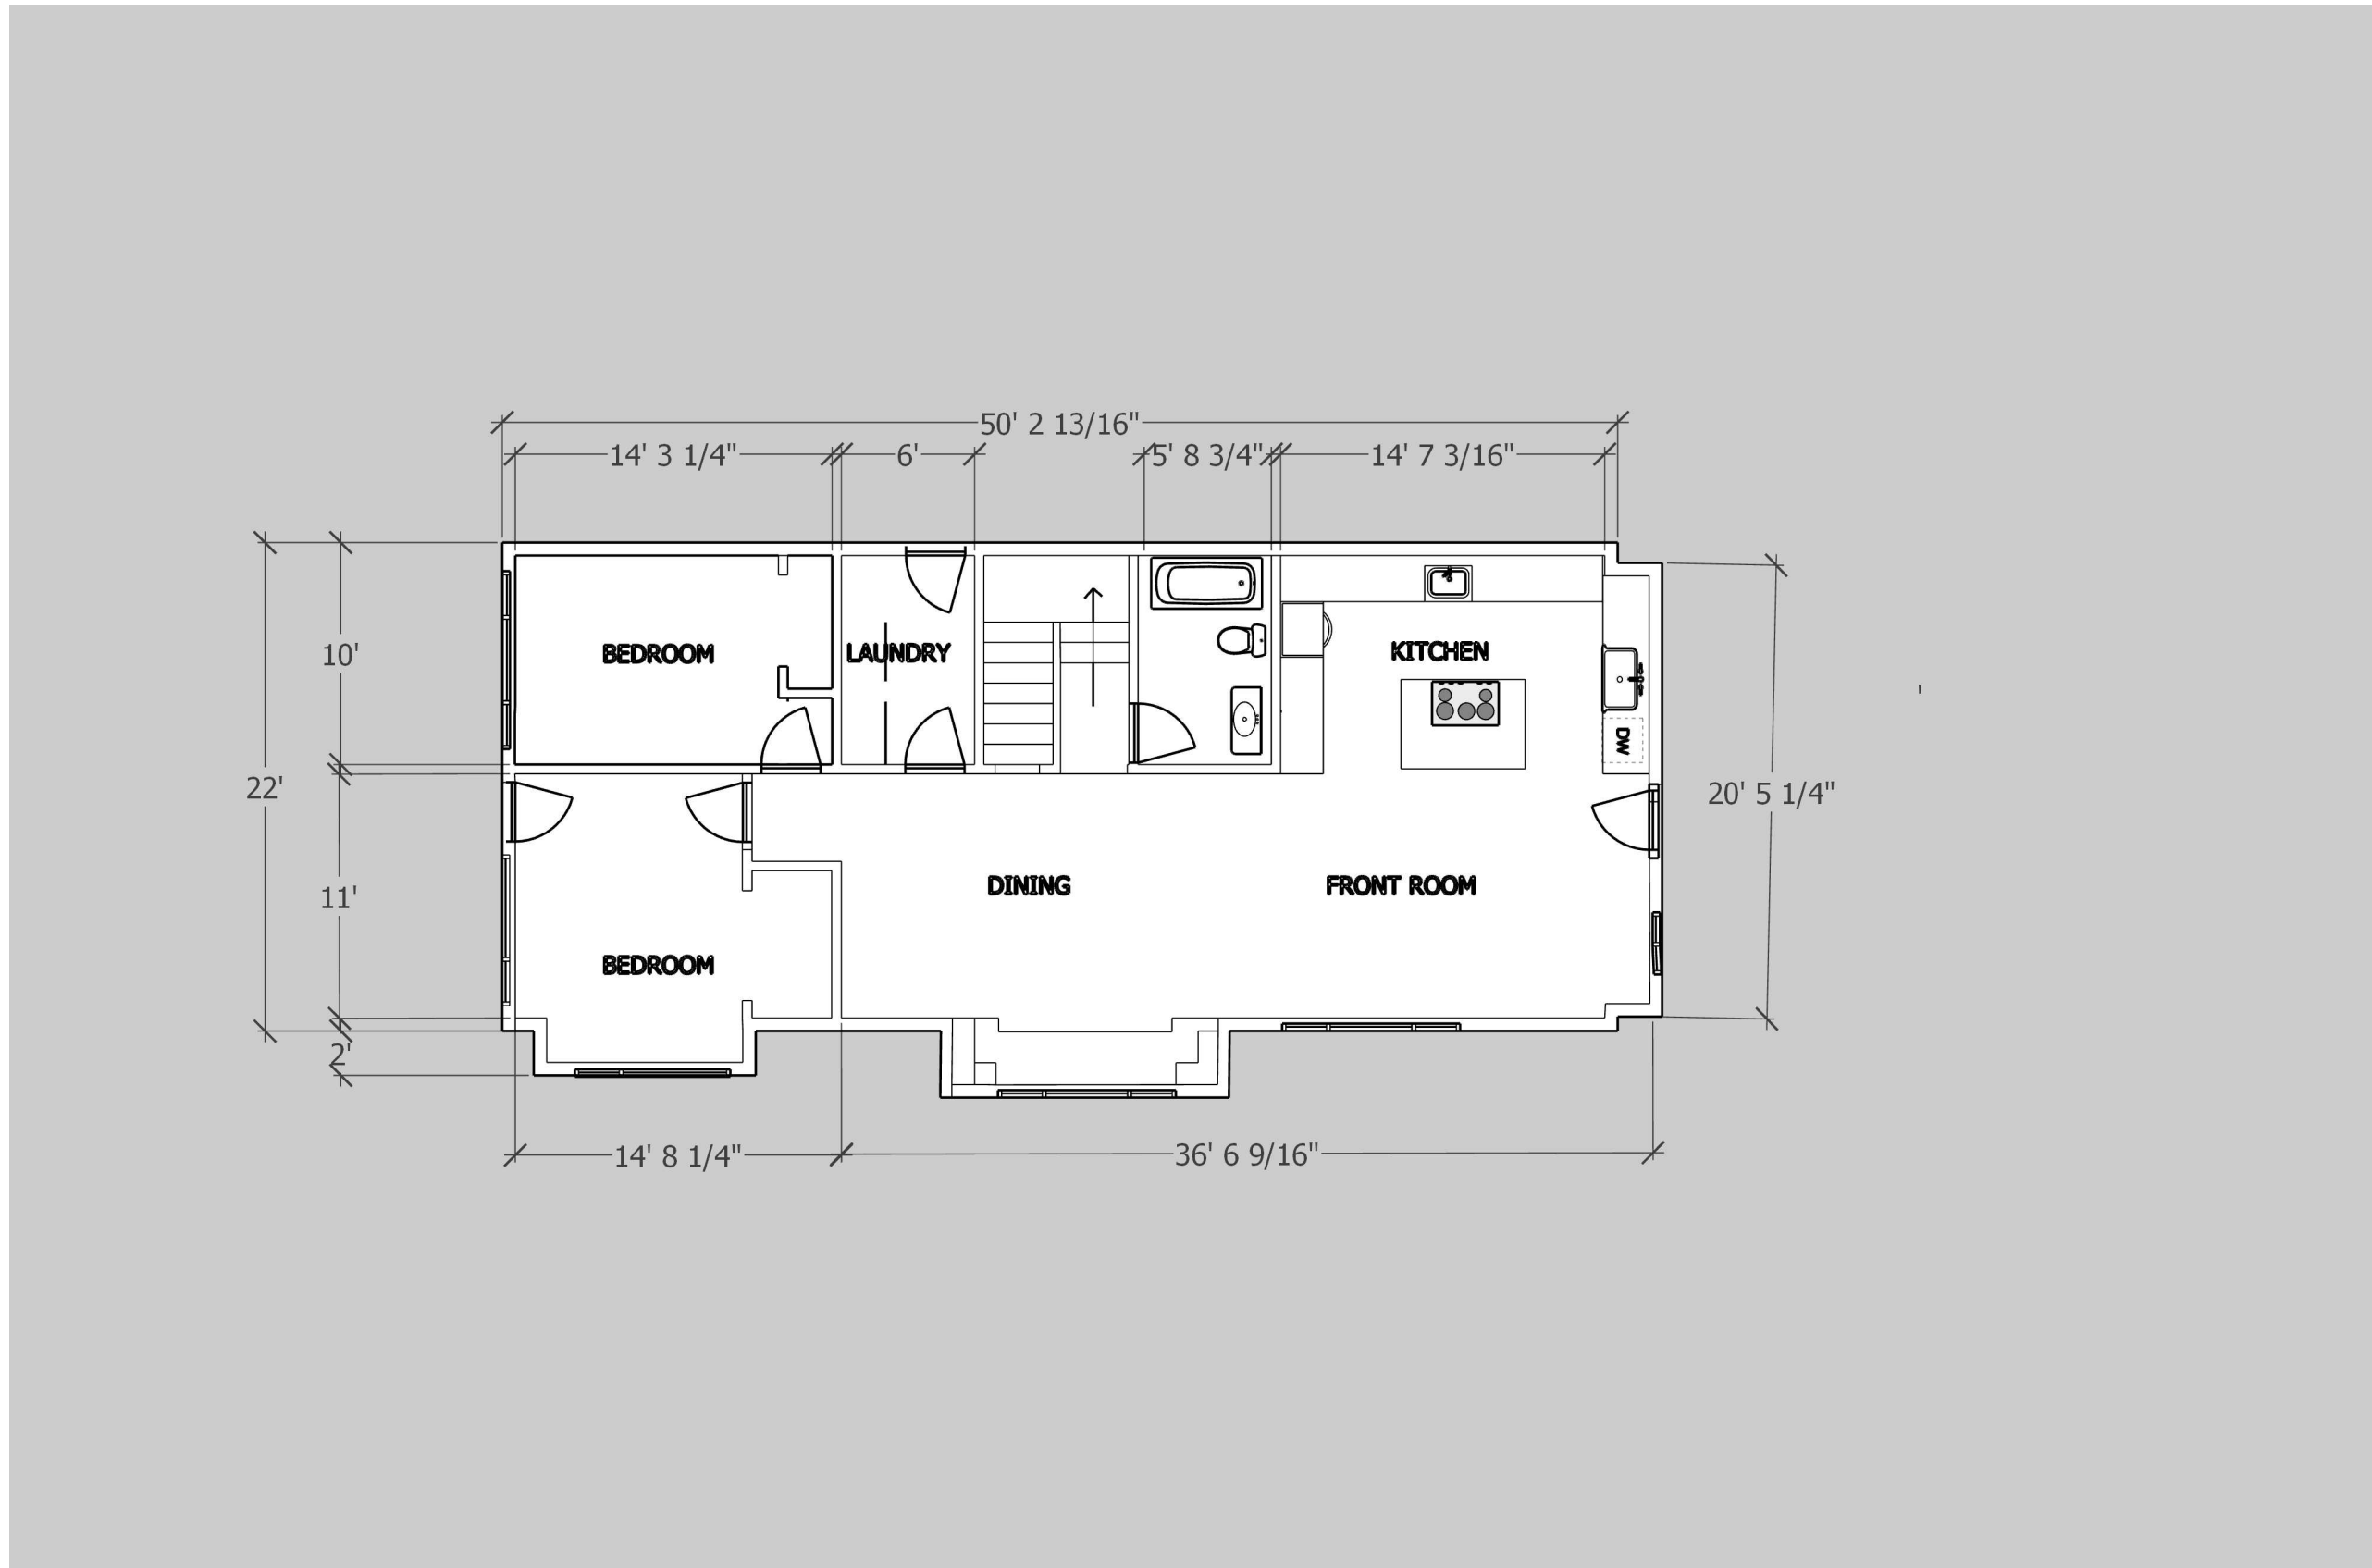 50' 2 13/16"
14' 3 1/4"
6'
5' 8 3/4"
14' 7 3/16"
10'
BEDROOM
LAUNDRY
KITCHEN
'
DW
22'
20' 5 1/4"
11'
DINING
FRONT ROOM
BEDROOM
2'
14' 8 1/4"
36' 6 9/16"